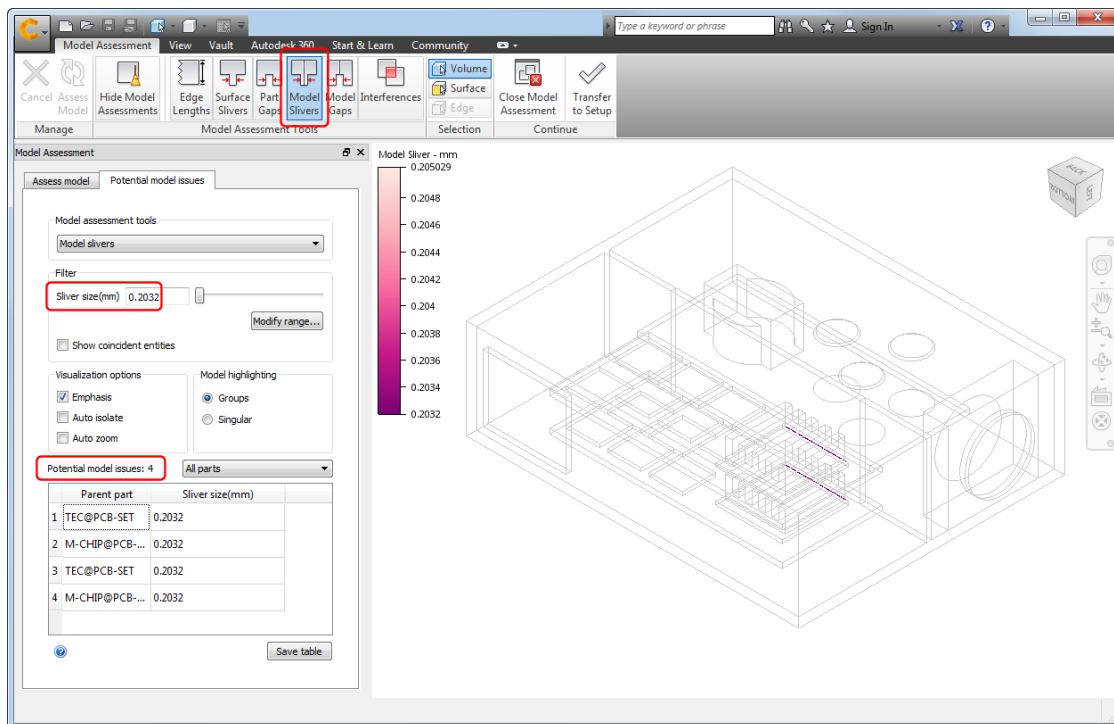 Type a keyword or phrase
Sign In
Model Assessment View Vault Autodesk 360 Start & Learn Community
Cancel
Assess Model
Hide Model Assessments
Edge Lengths
Surface Slivers
Part Gaps
Model Slivers
Model Gaps
Interferences
Volume
Surface
Edge
Close Model Assessment
Transfer to Setup
Manage
Model Assessment Tools
Selection
Continue
Model Assessment
Assess model
Potential model issues
Model assessment tools
Model slivers
Filter
Sliver size(mm) 0.2032
Modify range...
Show coincident entities
Visualization options
Model highlighting
Emphasis
Groups
Auto isolate
Singular
Auto zoom
Potential model issues: 4
All parts
Parent part Sliver size(mm)
1 TEC@PCB-SET 0.2032
2 M-CHIP@PCB-... 0.2032
3 TEC@PCB-SET 0.2032
4 M-CHIP@PCB-... 0.2032
Save table
Model Sliver - mm
0.205029
0.2048
0.2046
0.2044
0.2042
0.204
0.2038
0.2036
0.2034
0.2032
BACK
BOTTOM
LEFT